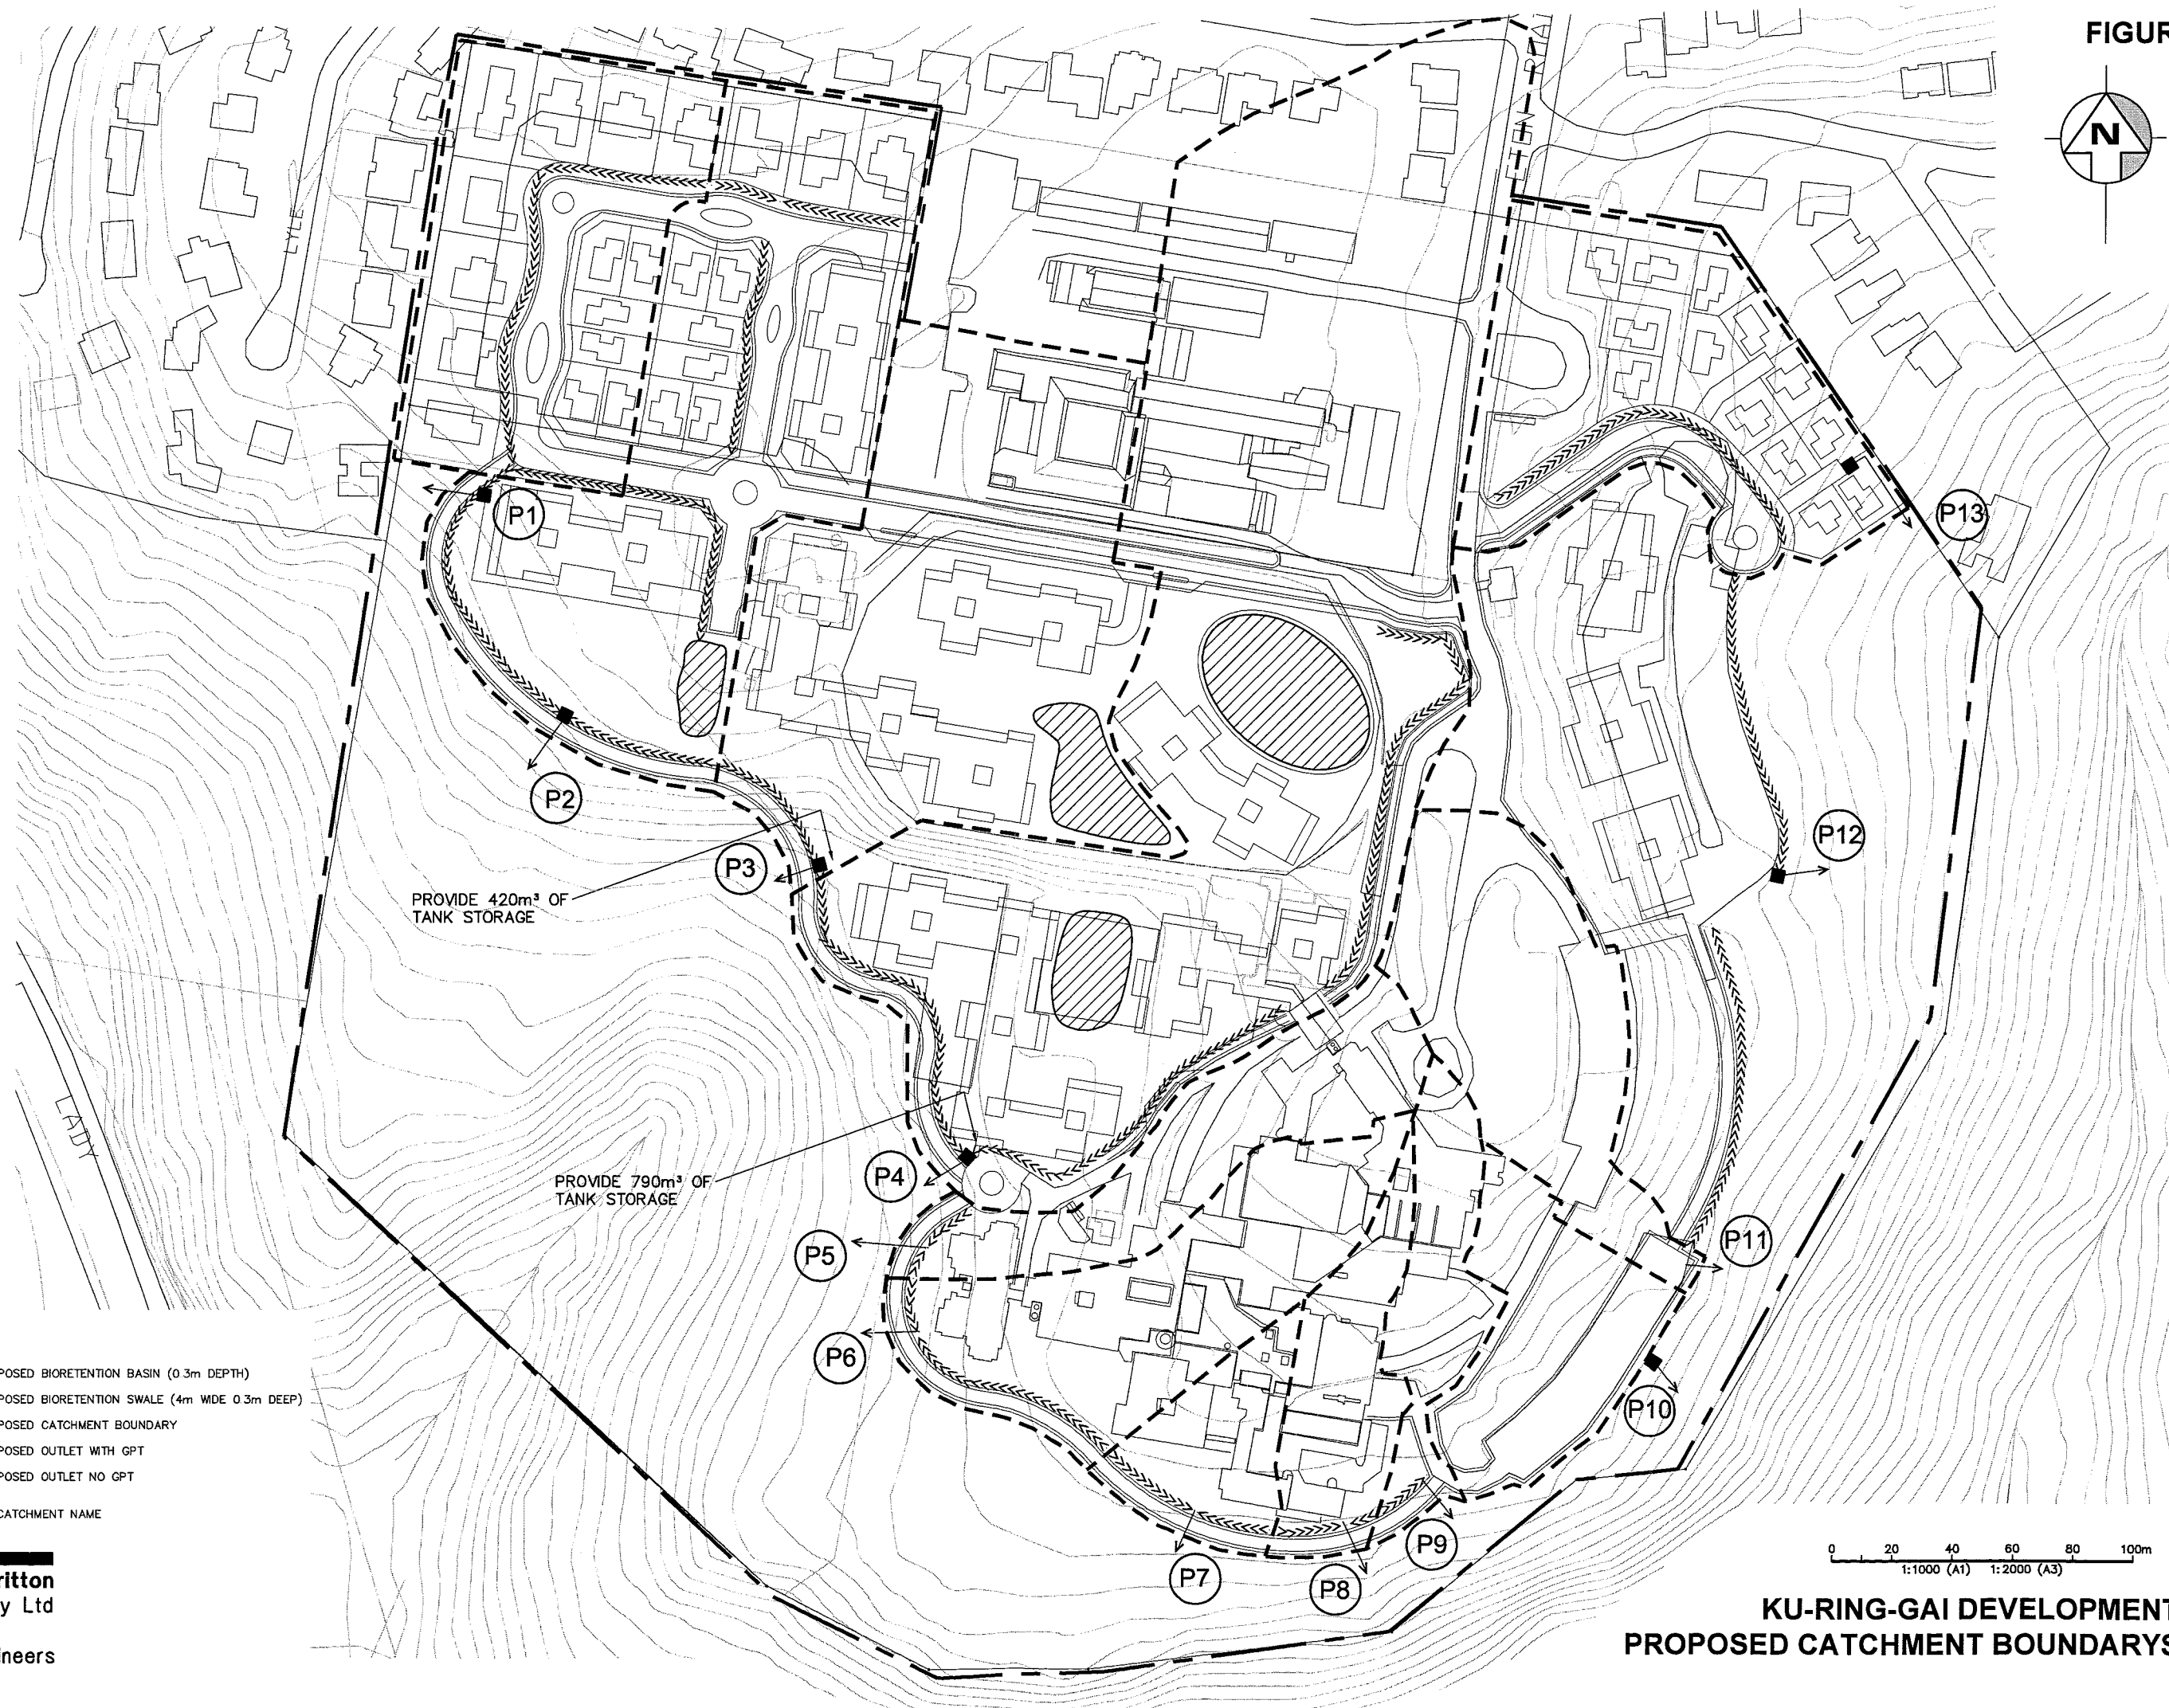 FIGUR
N
LYLE
P1
P13
P2
P12
P3
PROVIDE 420m³ OF
TANK STORAGE
LADY
P4
PROVIDE 790m³ OF
TANK STORAGE
P5
P11
P6
P10
P9
P7
P8
POSED BIORETENTION BASIN (0 3m DEPTH)
POSED BIORETENTION SWALE (4m WIDE 0 3m DEEP)
POSED CATCHMENT BOUNDARY
POSED OUTLET WITH GPT
POSED OUTLET NO GPT
CATCHMENT NAME
ritton
y Ltd
neers
0 20 40 60 80 100m
1:1000 (A1) 1:2000 (A3)
KU-RING-GAI DEVELOPMENT
PROPOSED CATCHMENT BOUNDARYS